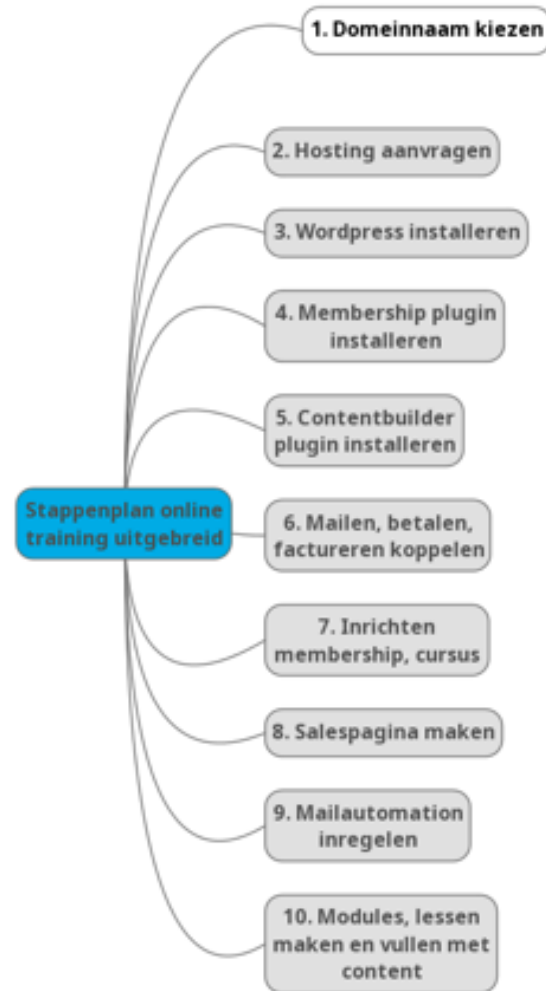 1. Domeinnaam kiezen
2. Hosting aanvragen
3. Wordpress installeren
4. Membership plugin
installeren
5. Contentbuilder
plugin installeren
Stappenplan online
training uitgebreid
6. Mailen, betalen,
factureren koppelen
7. Inrichten
membership, cursus
8. Salespagina maken
9. Mailautomation
inregelen
10. Modules, lessen
maken en vullen met
content